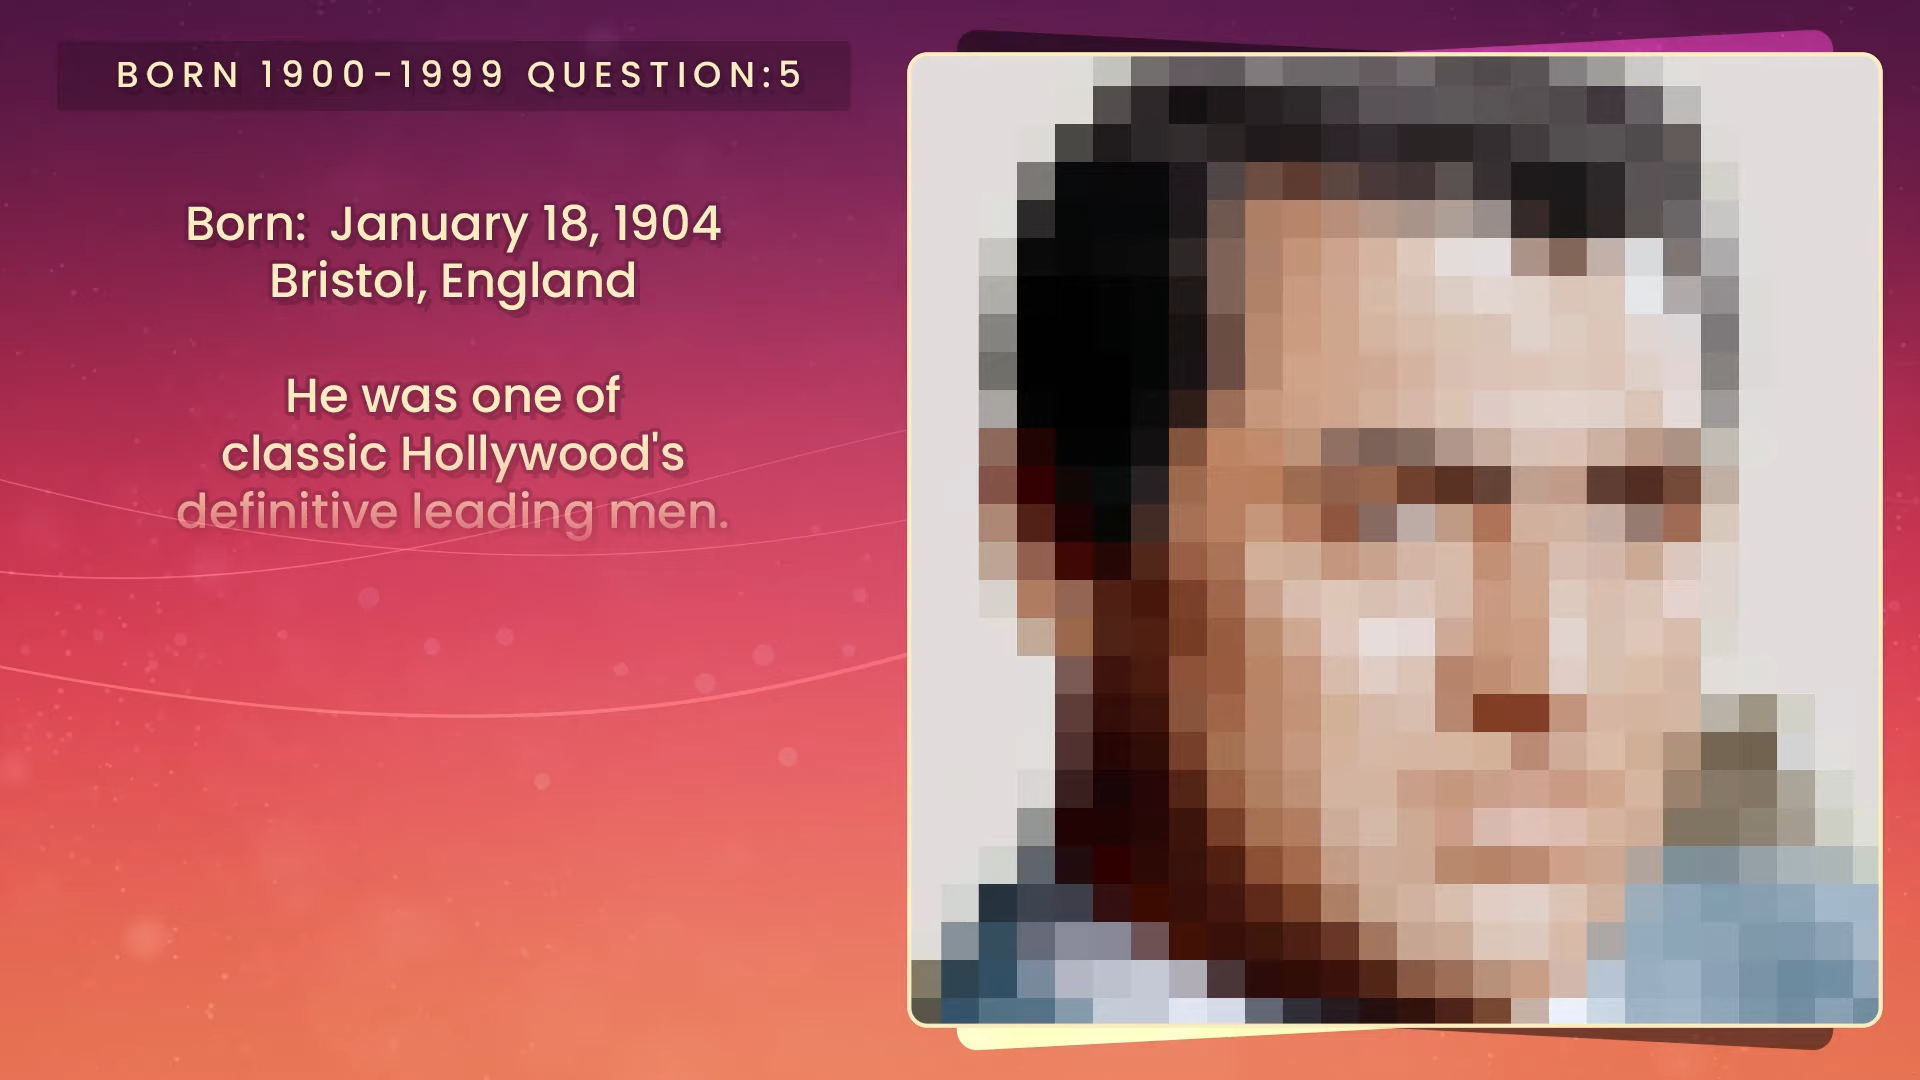 BORN 1900-1999 QUESTION:5
Born: January 18, 1904
Bristol, England
He was one of
classic Hollywood's
definitive leading men.